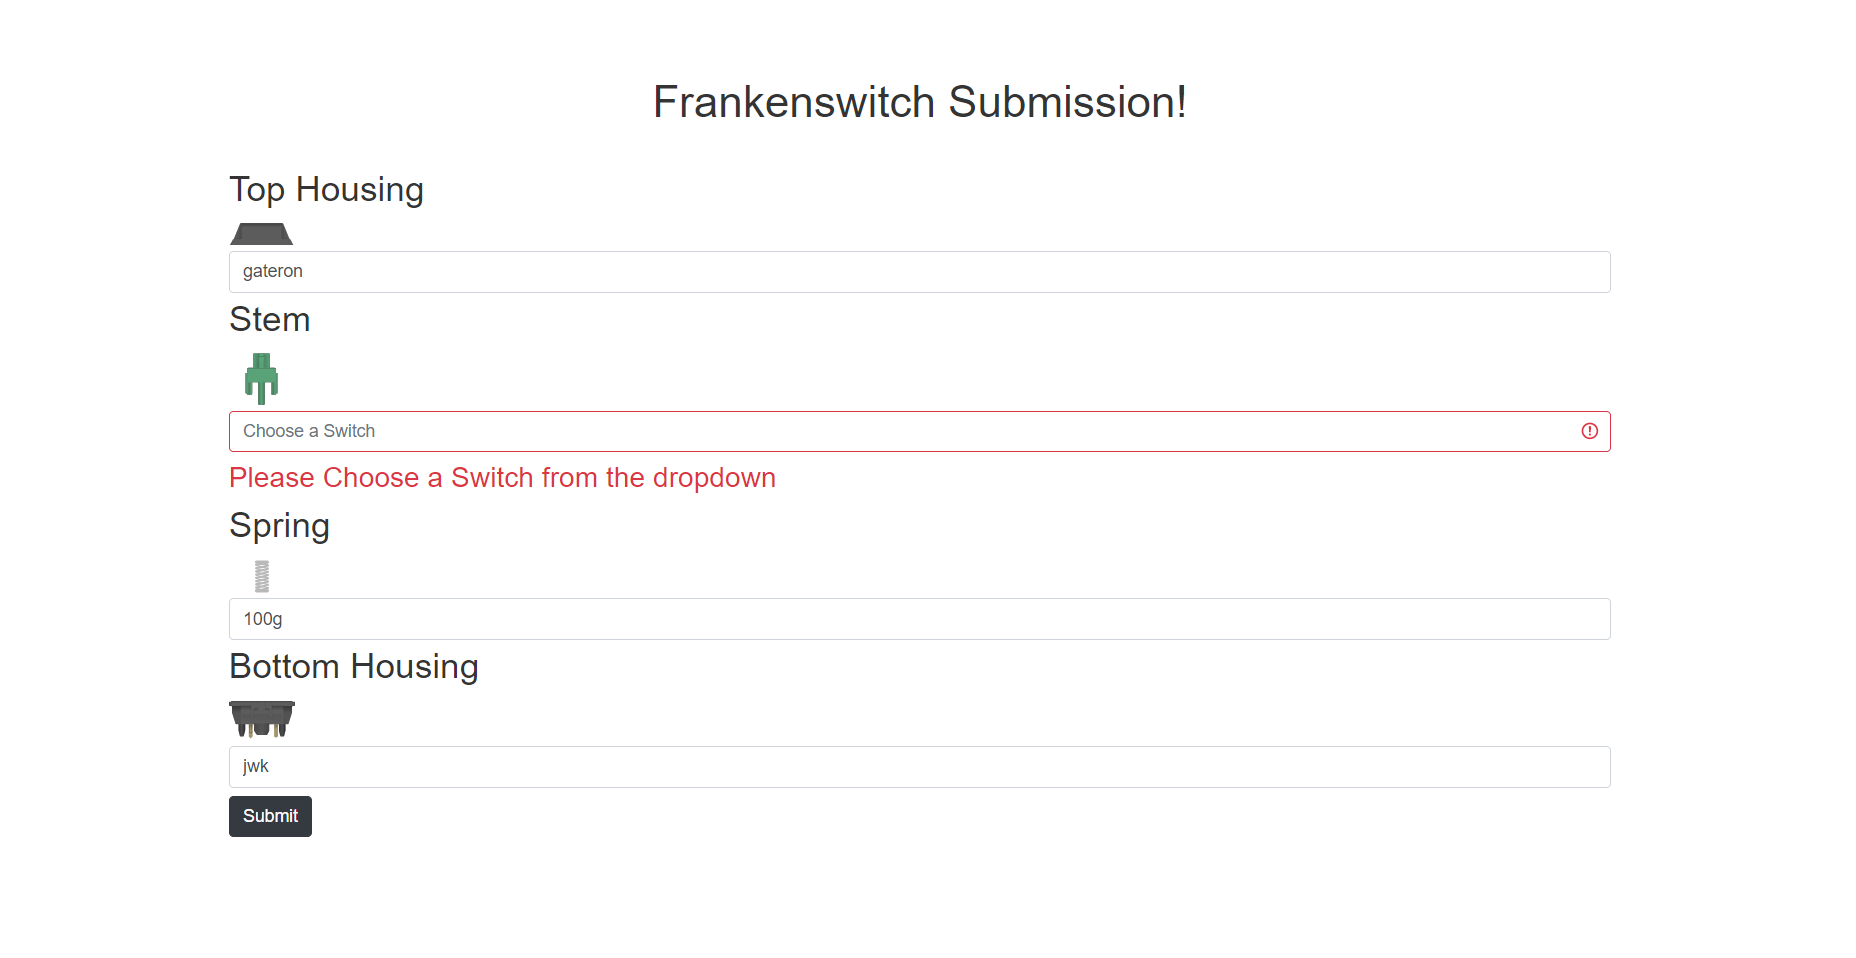 Frankenswitch Submission!
Top Housing
gateron
Stem
Choose a Switch
Please Choose a Switch from the dropdown
Spring
100g
Bottom Housing
jwk
Submit